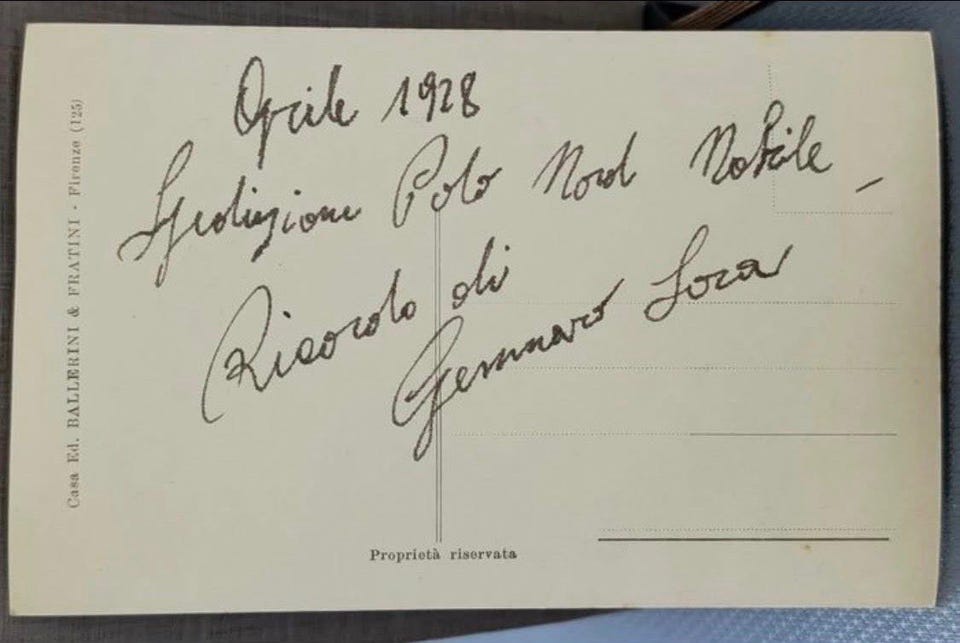 Aprile 1928
Spedizione Polo Nord Nobile -
Ricordo di
Gennaro Sora
Casa Ed. BALLERINI & FRATINI - Firenze (125)
Proprietà riservata